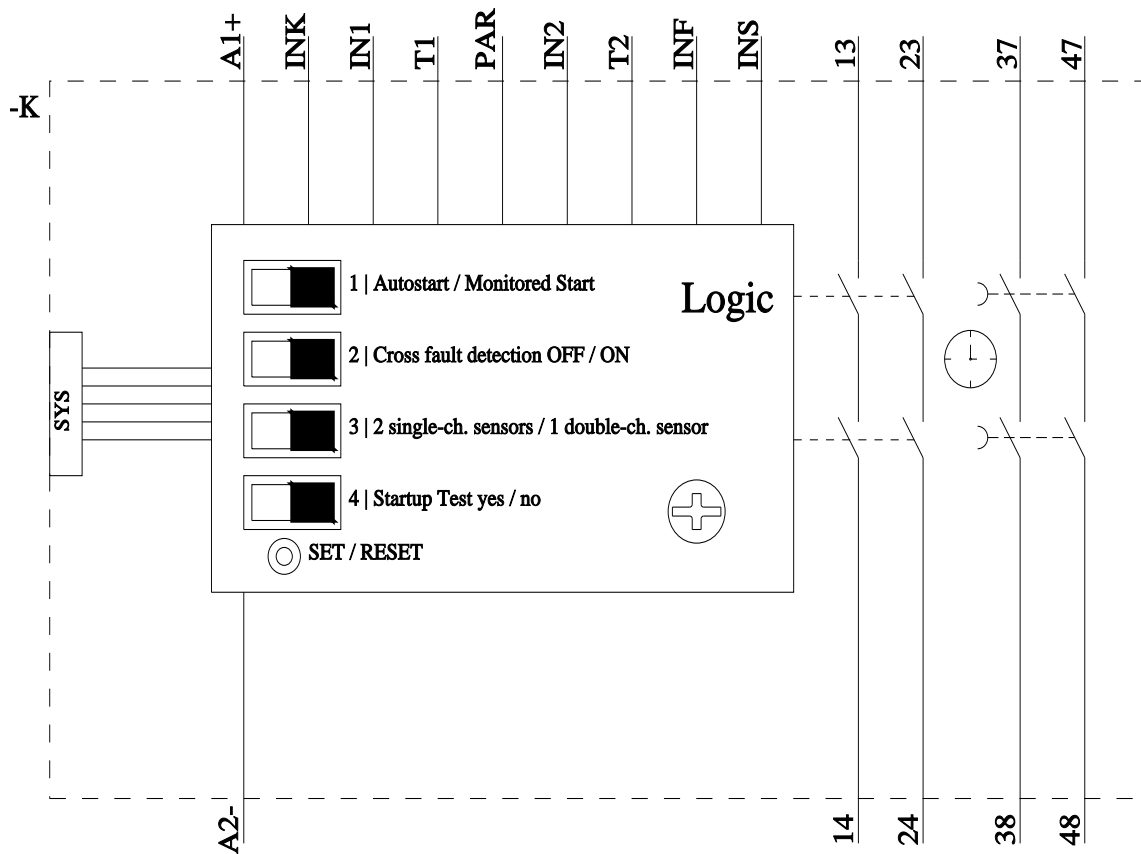 A1+
INK
IN1
T1
PAR
IN2
T2
INF
INS
13
23
37
47
-K
1 | Autostart / Monitored Start
Logic
2 | Cross fault detection OFF / ON
SYS
3 | 2 single-ch. sensors / 1 double-ch. sensor
4 | Startup Test yes / no
SET / RESET
A2-
14
24
38
48